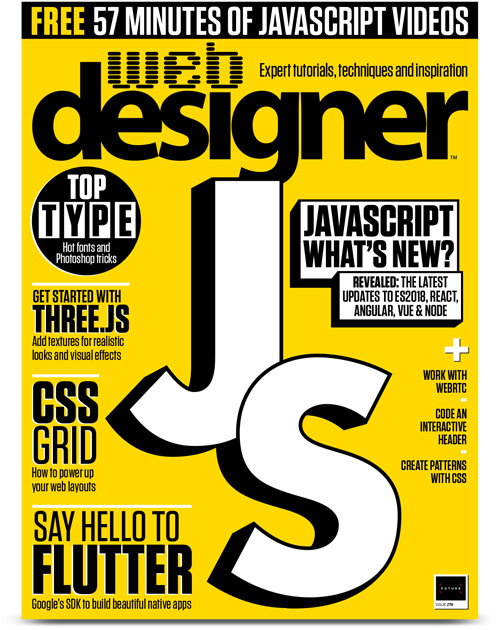 FREE 57 MINUTES OF JAVASCRIPT VIDEOS
web
Expert tutorials, techniques and inspiration
designer™
TOP
TYPE
Hot fonts and
Photoshop tricks
JS
JAVASCRIPT
WHAT'S NEW?
REVEALED: THE LATEST
UPDATES TO ES2018, REACT,
ANGULAR, VUE & NODE
GET STARTED WITH
THREE.JS
Add textures for realistic
looks and visual effects
+
WORK WITH
WEBRTC
CODE AN
INTERACTIVE
HEADER
CREATE PATTERNS
WITH CSS
CSS
GRID
How to power up
your web layouts
SAY HELLO TO
FLUTTER
Google's SDK to build beautiful native apps
FUTURE